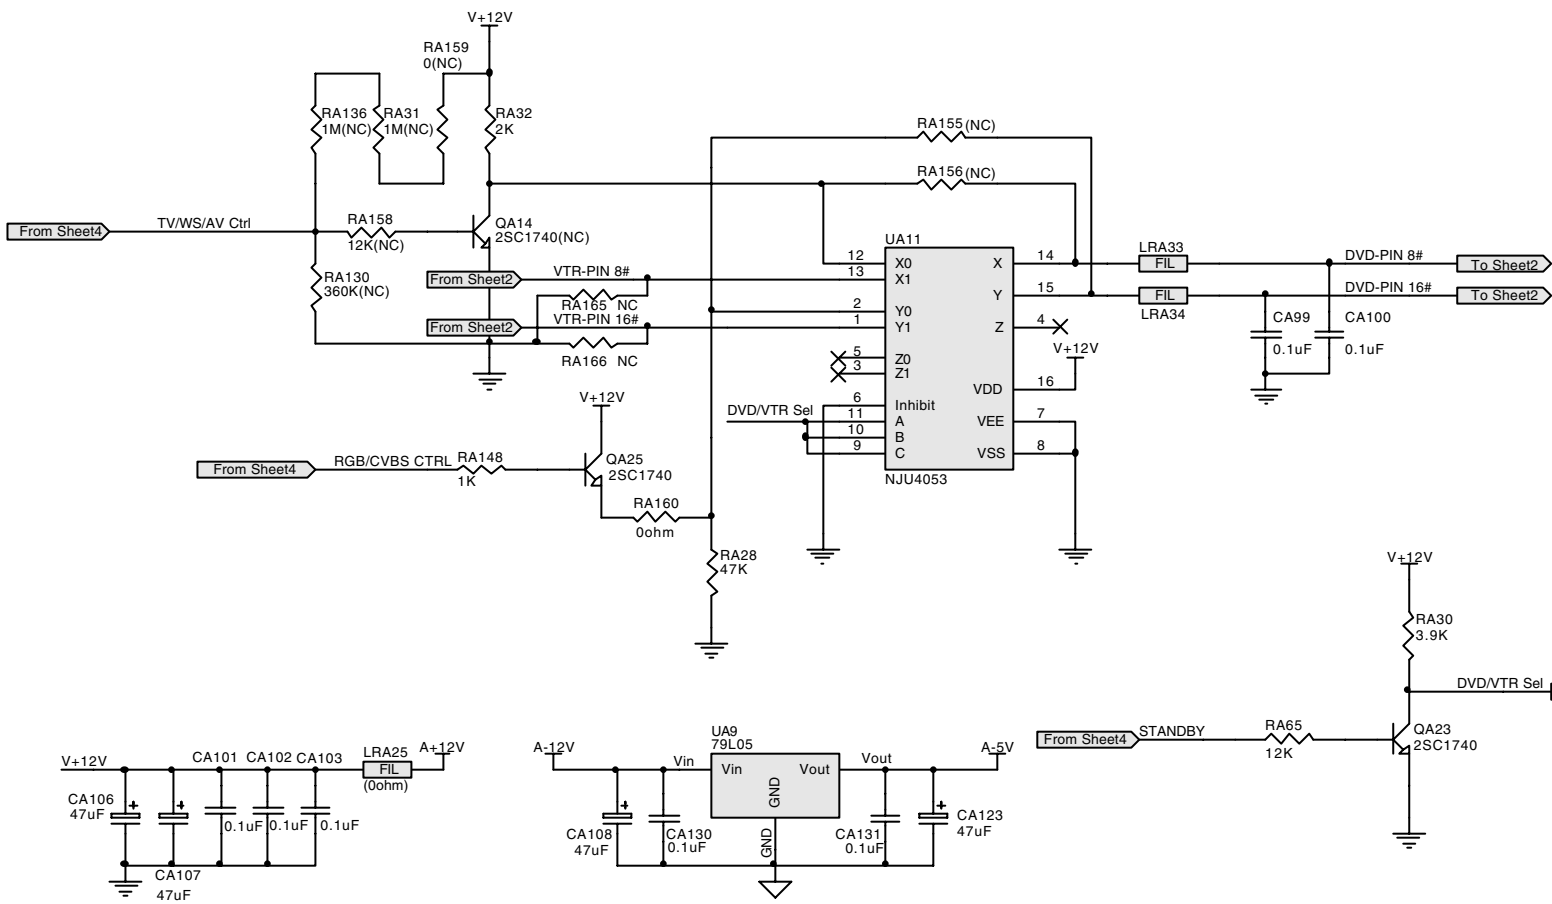 V+12V
RA159
0(NC)
RA136
1M(NC)
RA31
1M(NC)
RA32
2K
RA155 (NC)
RA156 (NC)
From Sheet4
TV/WS/AV Ctrl
RA158
12K(NC)
QA14
2SC1740(NC)
RA130
360K(NC)
From Sheet2
VTR-PIN 8#
RA165 NC
From Sheet2
VTR-PIN 16#
RA166 NC
UA11
12 X0
13 X1
2 Y0
1 Y1
5 Z0
3 Z1
6 Inhibit
11 A
10 B
9 C
X 14
Y 15
Z 4
VDD 16
VEE 7
VSS 8
NJU4053
V+12V
LRA33
FIL
DVD-PIN 8#
To Sheet2
FIL
LRA34
DVD-PIN 16#
To Sheet2
CA99
0.1uF
CA100
0.1uF
DVD/VTR Sel
V+12V
From Sheet4
RGB/CVBS CTRL
RA148
1K
QA25
2SC1740
RA160
0ohm
RA28
47K
V+12V
RA30
3.9K
DVD/VTR Sel
From Sheet4
STANDBY
RA65
12K
QA23
2SC1740
V+12V
CA101
CA102
CA103
LRA25
FIL
(0ohm)
A+12V
CA106
47uF
+
+
0.1uF
0.1uF
0.1uF
CA107
47uF
A-12V
Vin
UA9
79L05
Vin
Vout
GND
GND
Vout
A-5V
+
CA108
47uF
CA130
0.1uF
CA131
0.1uF
+
CA123
47uF